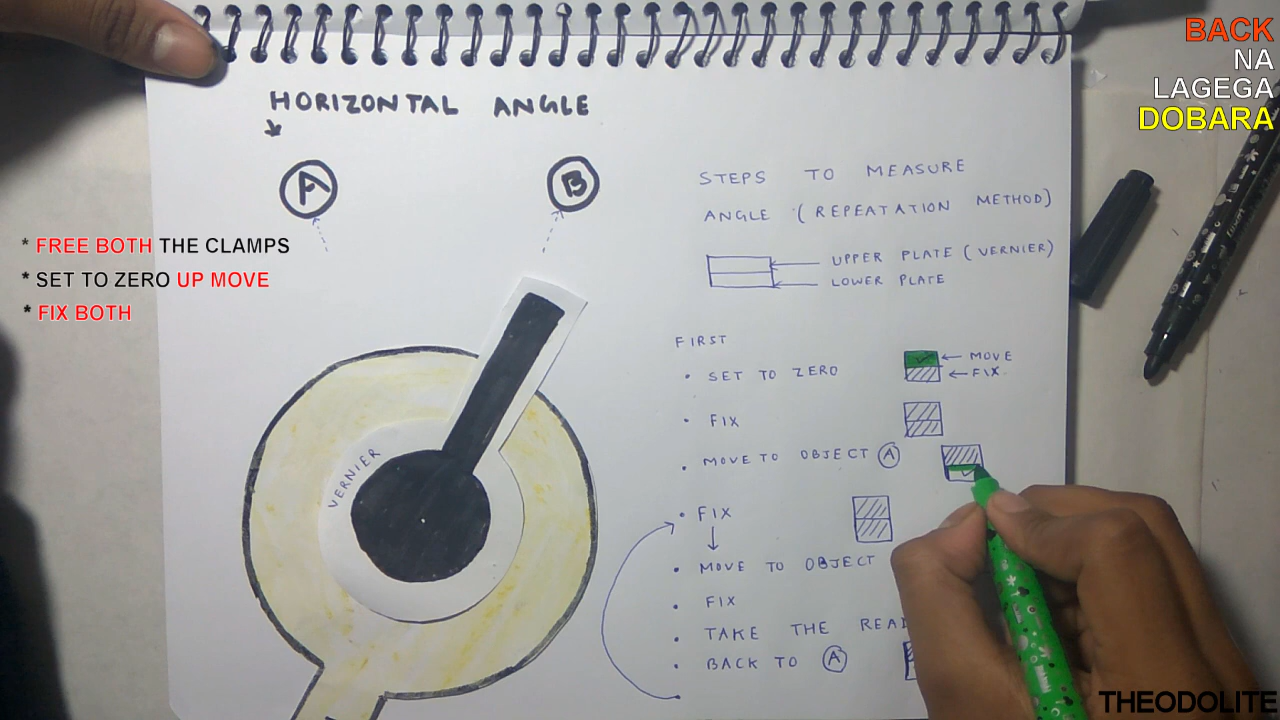 BACK
NA
LAGEGA
DOBARA
HORIZONTAL ANGLE
A
B
* FREE BOTH THE CLAMPS
* SET TO ZERO UP MOVE
* FIX BOTH
VERNIER
STEPS TO MEASURE
ANGLE (REPEATATION METHOD)
UPPER PLATE (VERNIER)
LOWER PLATE
FIRST
• SET TO ZERO
MOVE
FIX.
• FIX
• MOVE TO OBJECT A
• FIX
• MOVE TO OBJECT
• FIX
• TAKE THE
• BACK TO A
THEODOLITE